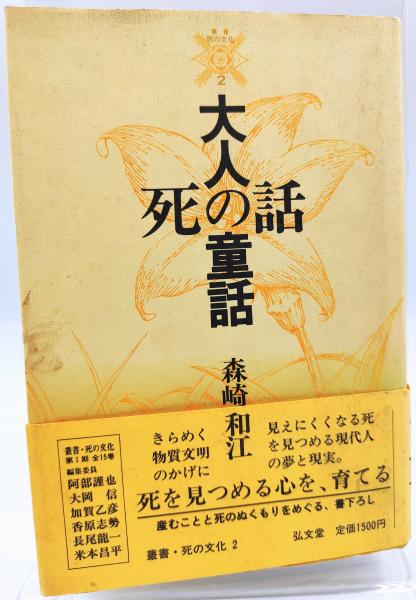 叢書
死の文化
2
大人の童話
死の話
森崎和江
叢書・死の文化
第Ⅰ期 全15巻
編集委員
阿部謹也
大岡 信
加賀乙彦
香原志勢
長尾龍一
米本昌平
きらめく
物質文明
のかげに
見えにくくなる死
を見つめる現代人
の夢と現実。
死を見つめる心を、育てる
産むことと死のぬくもりをめぐる、書下ろし
叢書・死の文化 2
弘文堂 定価1500円